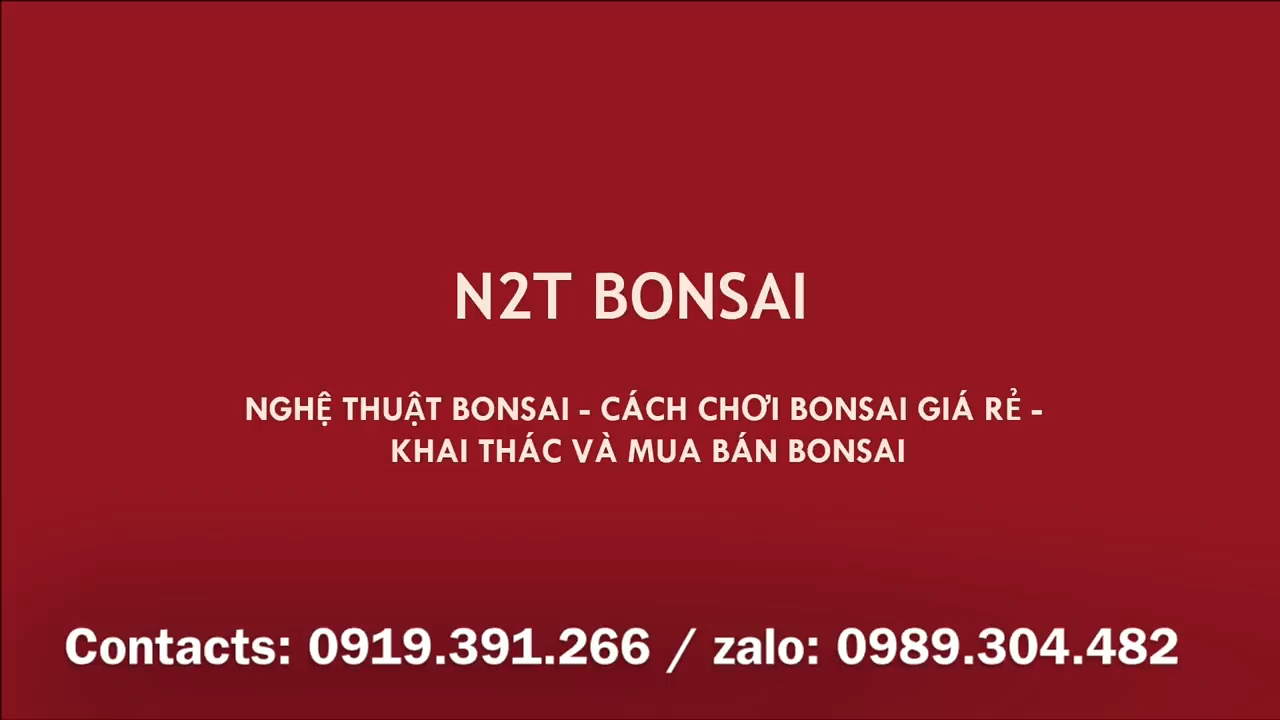 N2T BONSAI
NGHỆ THUẬT BONSAI - CÁCH CHƠI BONSAI GIÁ RẺ -
KHAI THÁC VÀ MUA BÁN BONSAI
Contacts: 0919.391.266 / zalo: 0989.304.482